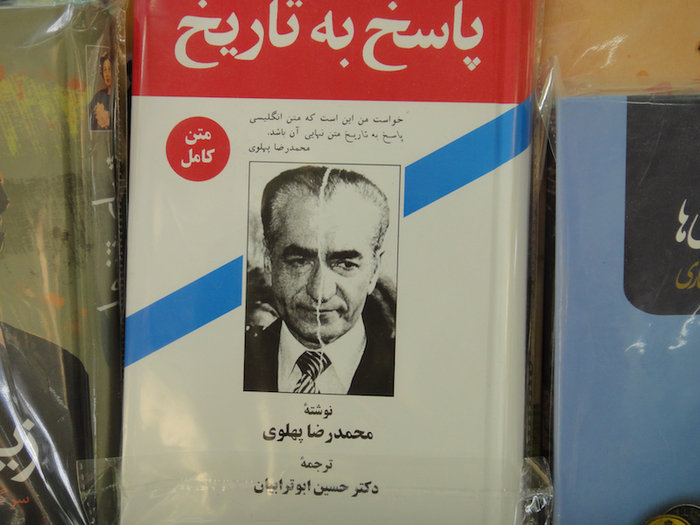 پاسخ به تاریخ
خواست من این است که متن انگلیسی
پاسخ به تاریخ متن نهایی آن باشد.
محمدرضا پهلوی
متن
کامل
نوشتهٔ
محمدرضا پهلوی
ترجمهٔ
دکتر حسین ابوترابیان